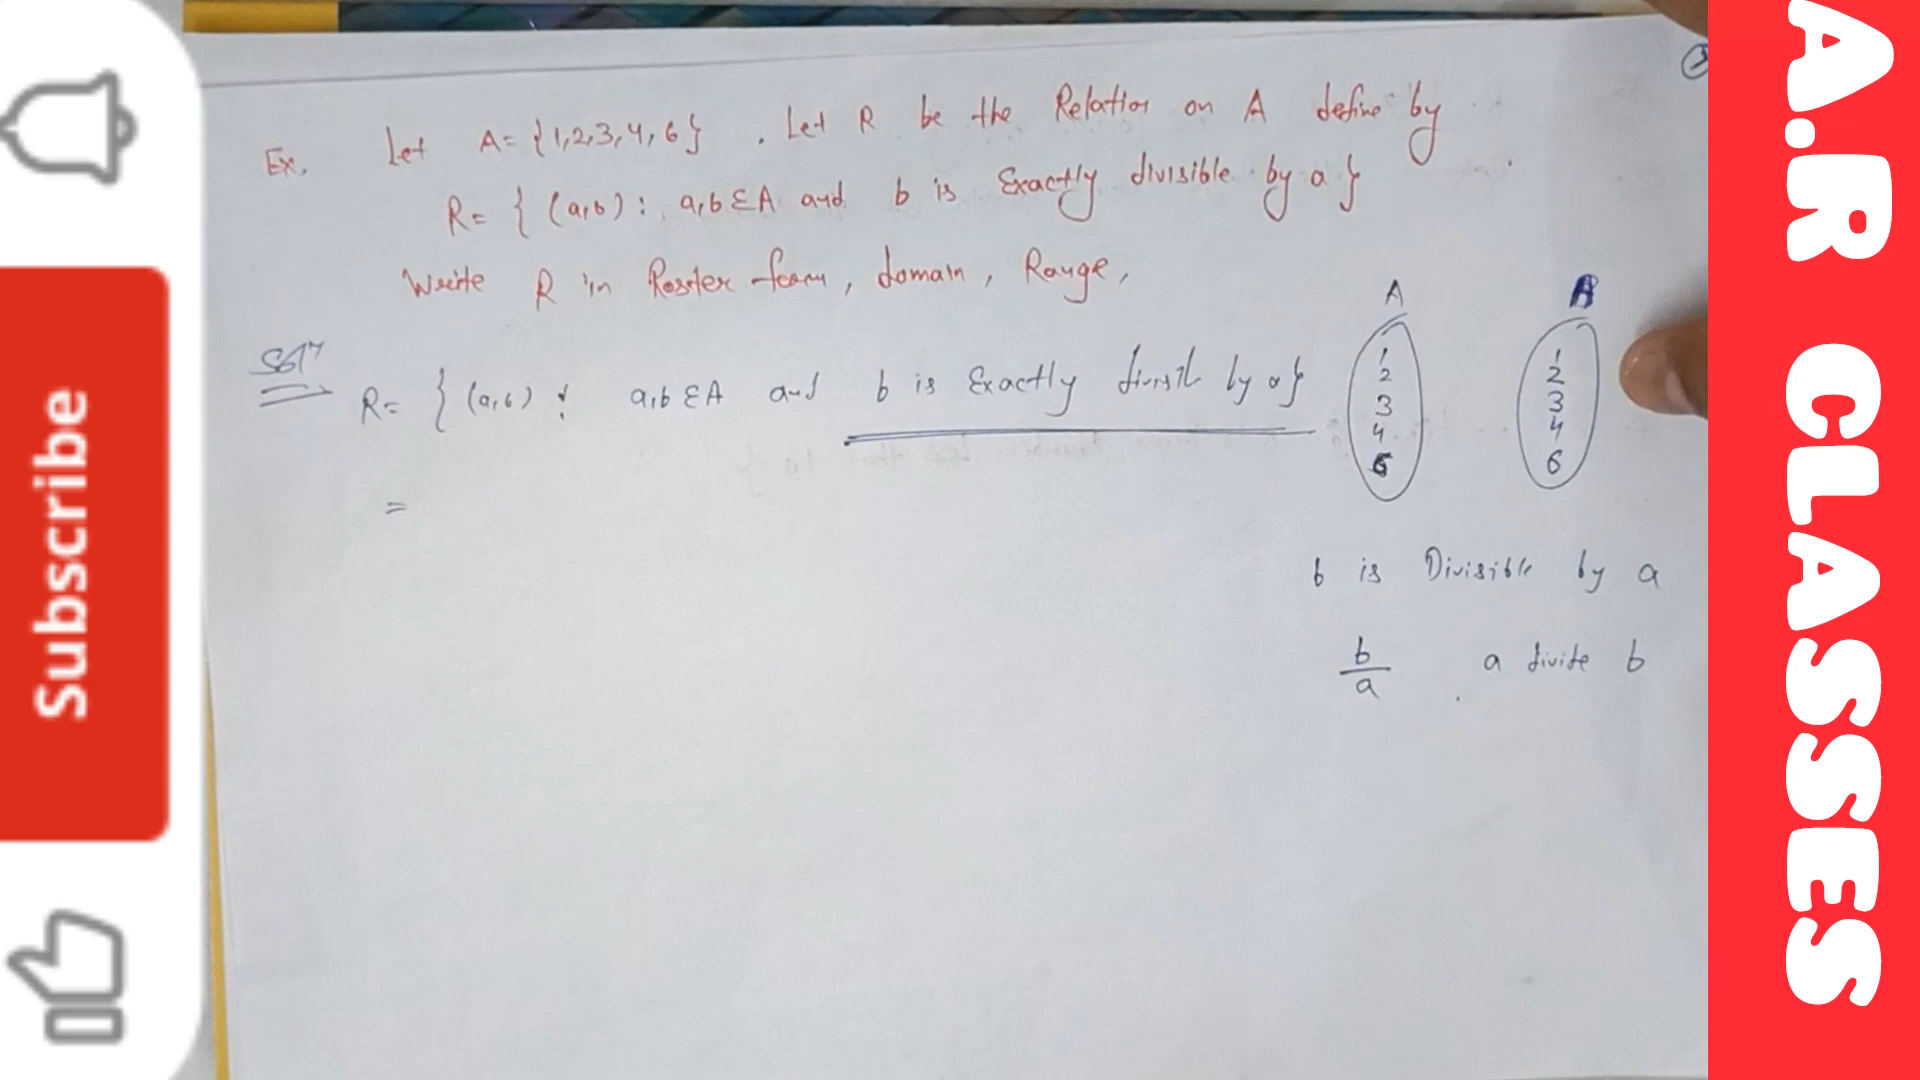 Subscribe
Ex. Let A= {1,2,3,4,6} . Let R be the Relation on A define by
R= { (a,b) : a,b ∈ A and b is Exactly divisible by a }
Write R in Roster form, domain, Range,
Sol^n
R= { (a,b) : a,b ∈ A and b is Exactly divisil by a }
=
A
1
2
3
4
6
B
1
2
3
4
6
b is Divisible by a
b/a a divide b
A.R CLASSES